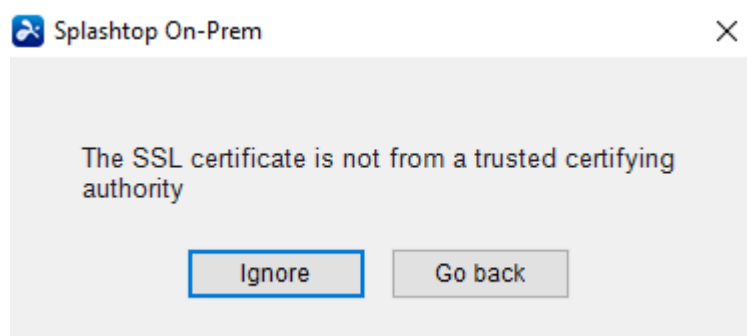 Splashtop On-Prem
The SSL certificate is not from a trusted certifying
authority
Ignore
Go back